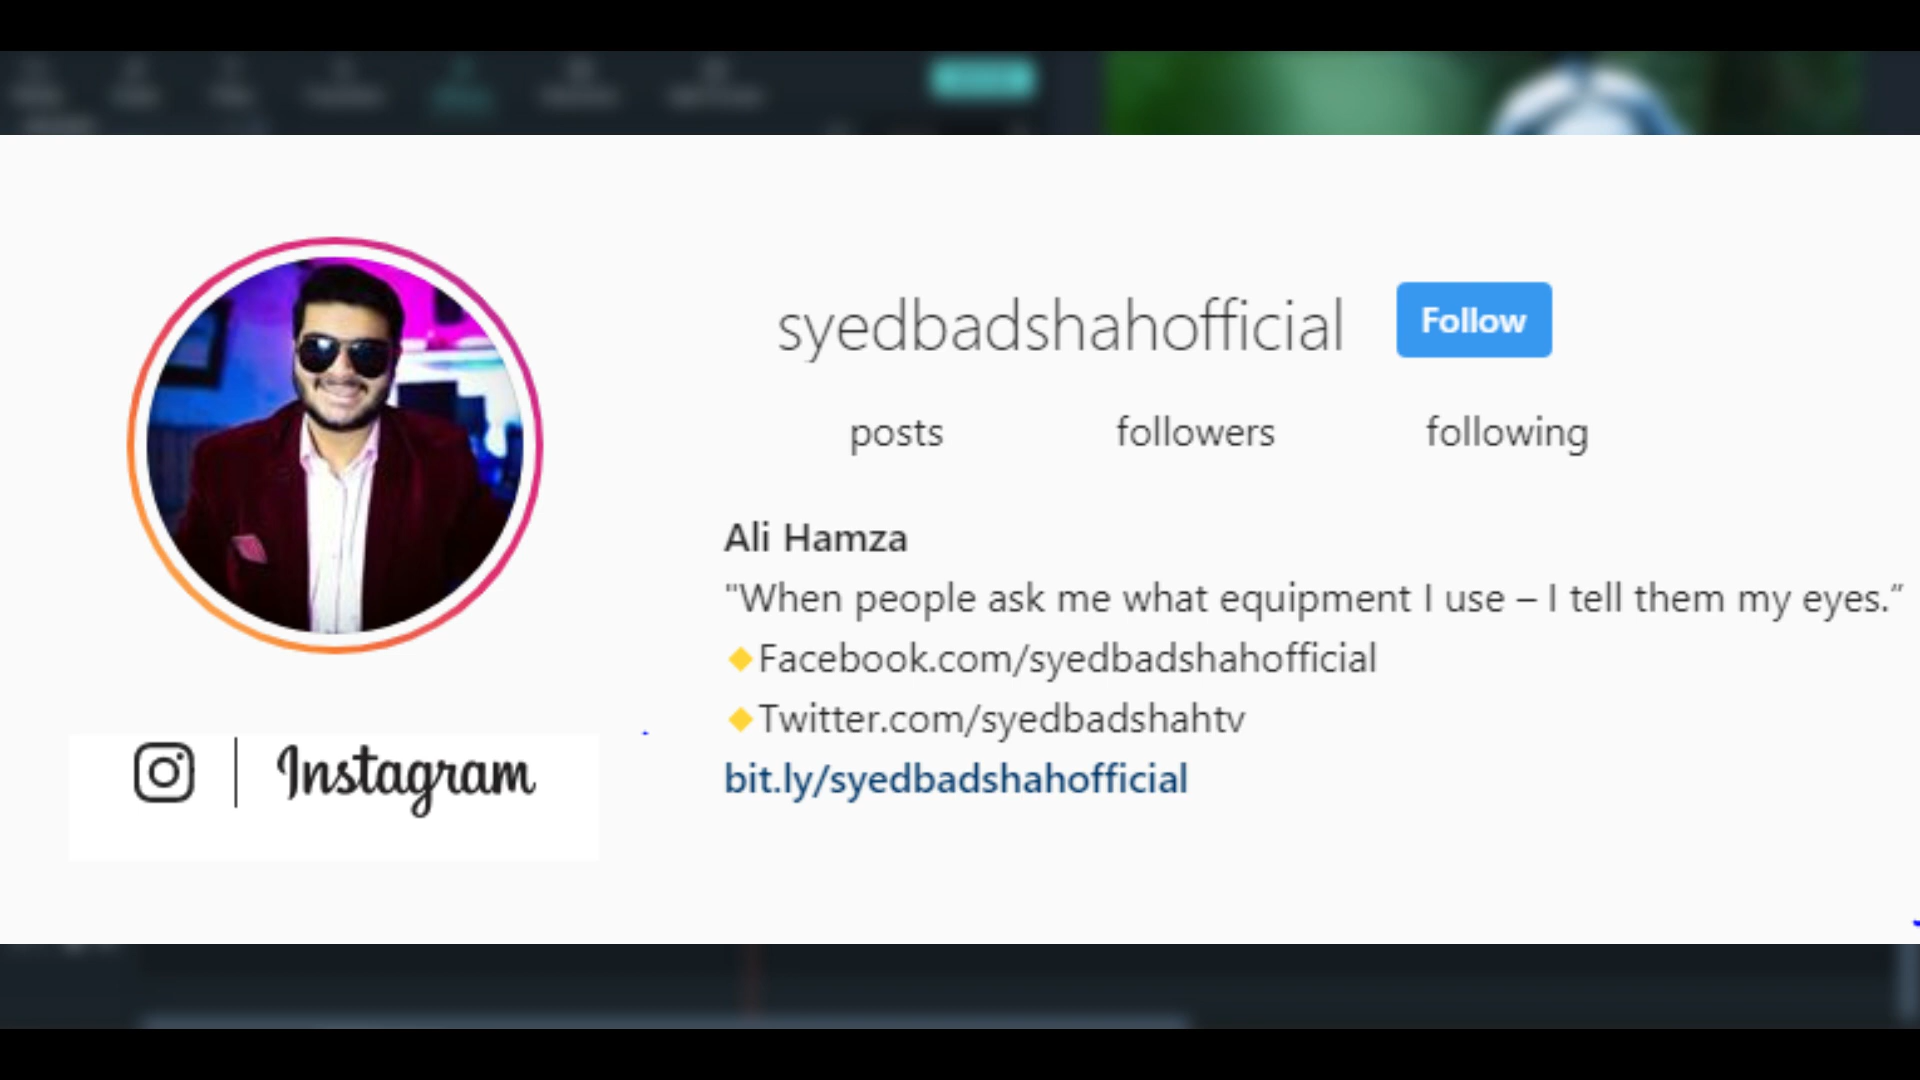 syedbadshahofficial Follow
posts followers following
Ali Hamza
"When people ask me what equipment I use – I tell them my eyes.”
🔸Facebook.com/syedbadshahofficial
🔸Twitter.com/syedbadshahtv
bit.ly/syedbadshahofficial
Instagram